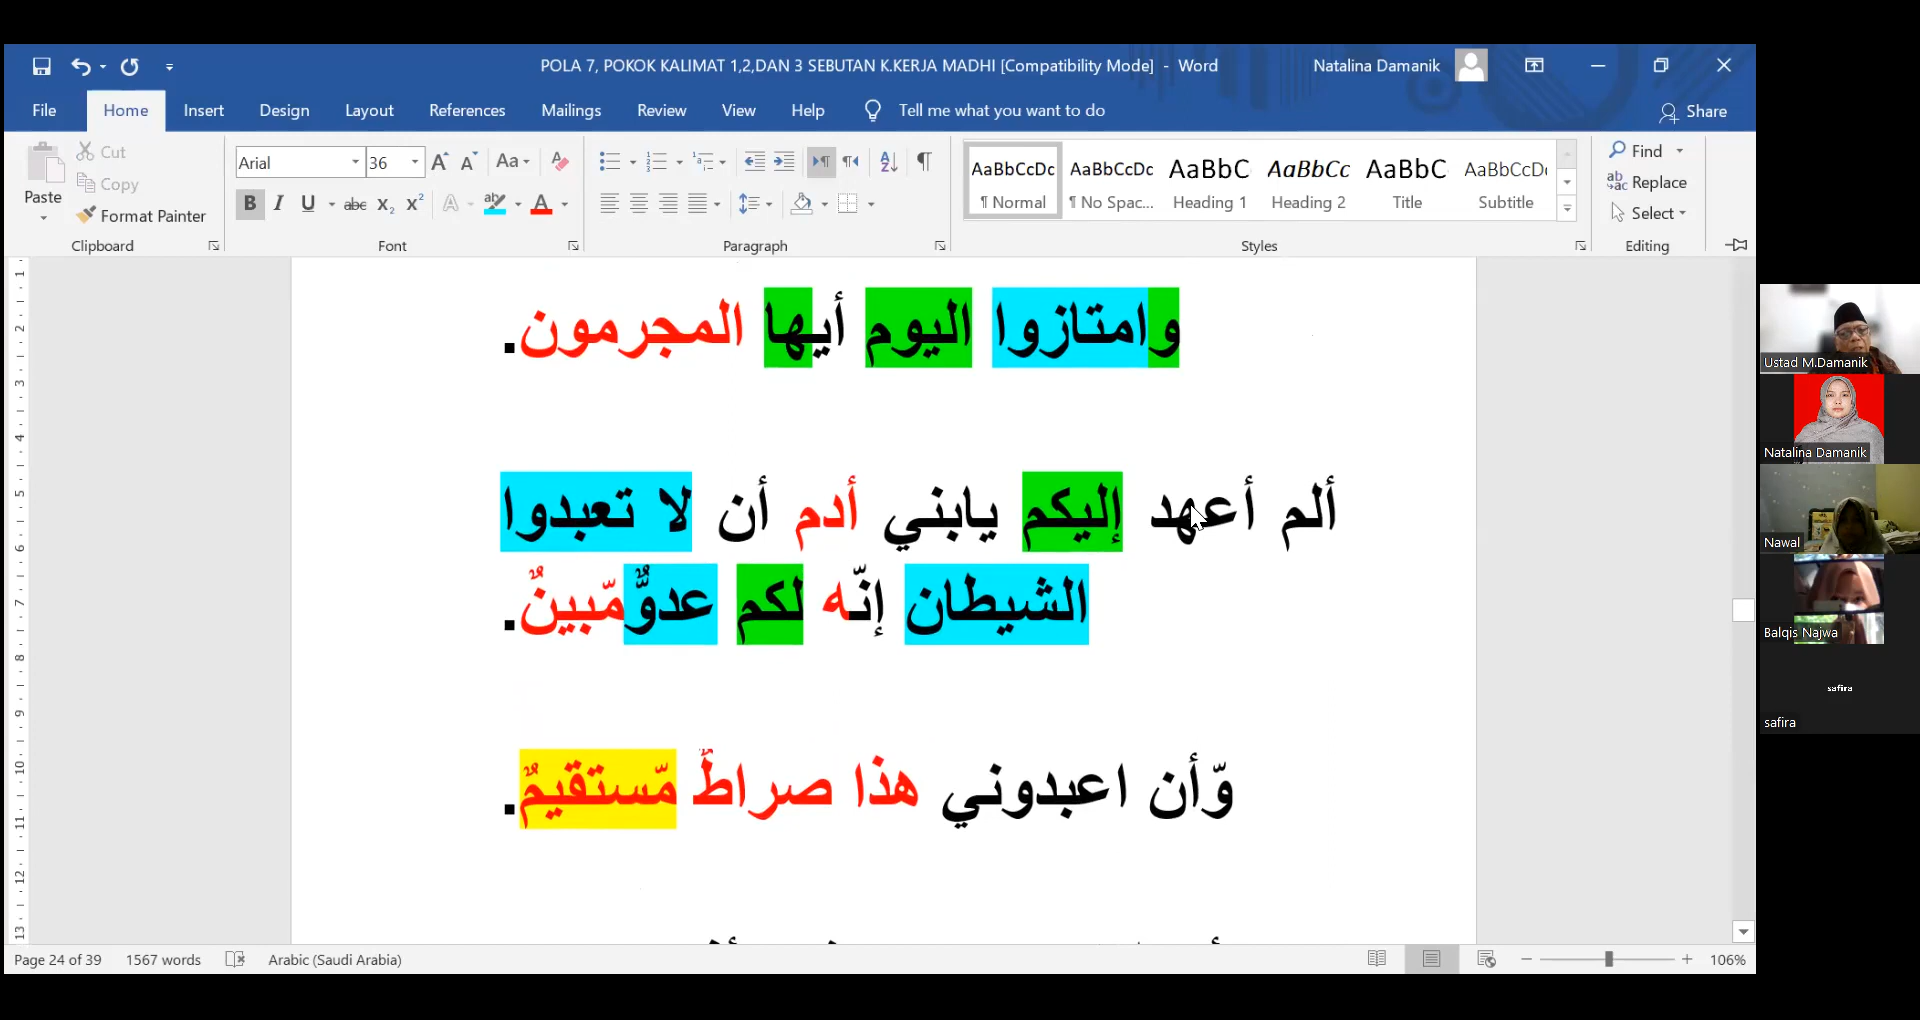 POLA 7, POKOK KALIMAT 1,2,DAN 3 SEBUTAN K.KERJA MADHI [Compatibility Mode] - Word
Natalina Damanik
File Home Insert Design Layout References Mailings Review View Help Tell me what you want to do
Share
Paste
Cut
Copy
Format Painter
Clipboard
Arial 36
Font
Paragraph
AaBbCcDc ¶ Normal
AaBbCcDc ¶ No Spac...
AaBbC Heading 1
AaBbCc Heading 2
AaBbC Title
AaBbCcD Subtitle
Styles
Find
Replace
Select
Editing
وامتازوا اليوم أيها المجرمون.
ألم أعهد إليكم يابني أدم أن لا تعبدوا
الشيطان إنّه لكم عدوٌّ مّبينٌ.
وّأن اعبدوني هذا صراطٌ مّستقيمٌ.
Ustad M.Damanik
Natalina Damanik
Nawal
Balqis Najwa
safira
safira
Page 24 of 39 1567 words Arabic (Saudi Arabia)
106%